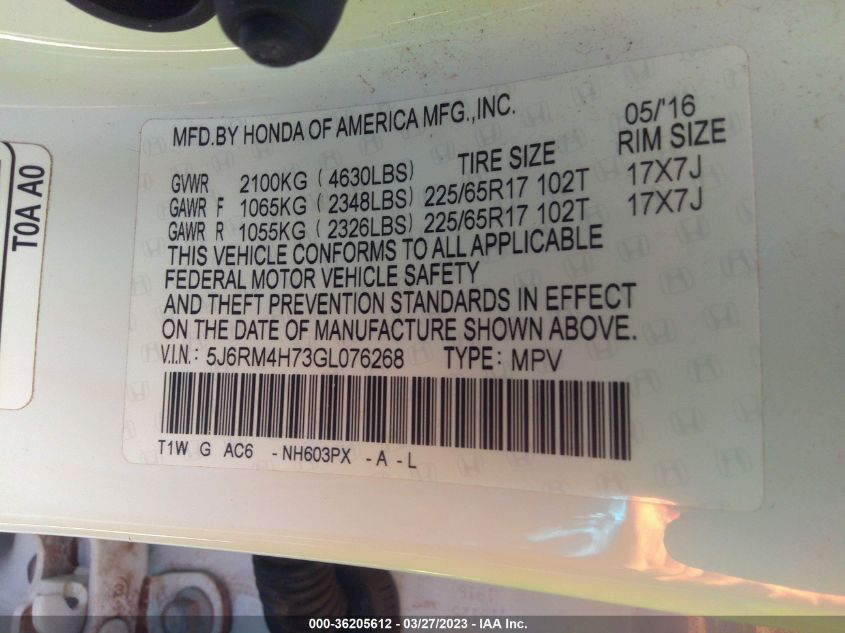 MFD.BY HONDA OF AMERICA MFG.,INC. 05/'16
TIRE SIZE RIM SIZE
GVWR 2100KG ( 4630LBS)
GAWR F 1065KG (2348LBS) 225/65R17 102T 17X7J
GAWR R 1055KG (2326LBS) 225/65R17 102T 17X7J
THIS VEHICLE CONFORMS TO ALL APPLICABLE
FEDERAL MOTOR VEHICLE SAFETY
AND THEFT PREVENTION STANDARDS IN EFFECT
ON THE DATE OF MANUFACTURE SHOWN ABOVE.
V.I.N.: 5J6RM4H73GL076268 TYPE: MPV
T1W G AC6 -NH603PX -A -L
T0A A0
000-36205612 - 03/27/2023 - IAA Inc.